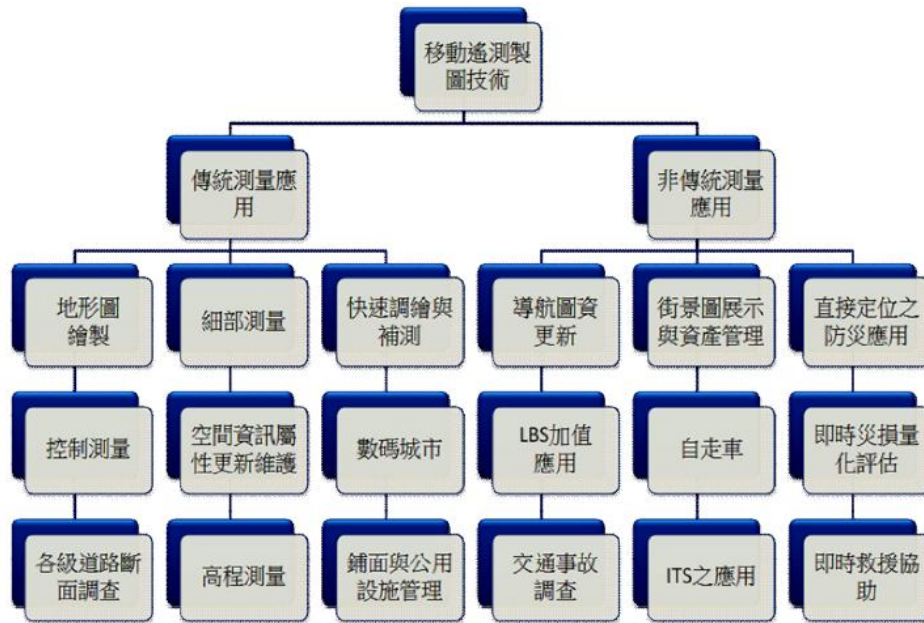 移動遙測製
圖技術
傳統測量應
用
非傳統測量
應用
地形圖
繪製
細部測量
快速調繪與
補測
導航圖資
更新
街景圖展示
與資產管理
直接定位之
防災應用
控制測量
空間資訊屬
性更新維護
數碼城市
LBS加值
應用
自走車
即時災損量
化評估
各級道路斷
面調查
高程測量
鋪面與公用
設施管理
交通事故
調查
ITS之應用
即時救援協
助